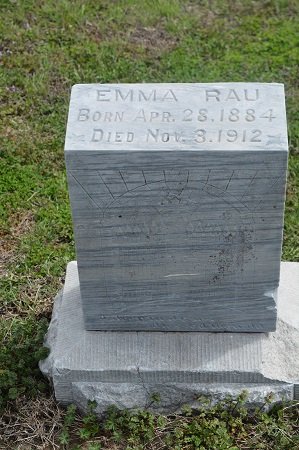 EMMA RAU
BORN APR. 28. 1884
DIED NOV. 3. 1912